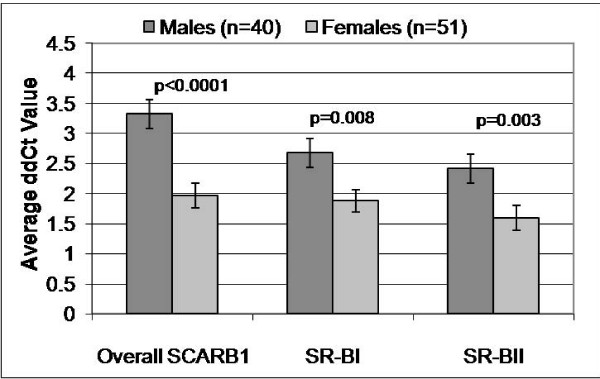 Males (n=40) Females (n=51)
Average ddCt Value
4.5
4
3.5
3
2.5
2
1.5
1
0.5
0
p<0.0001
p=0.008
p=0.003
Overall SCARB1 SR-BI SR-BII